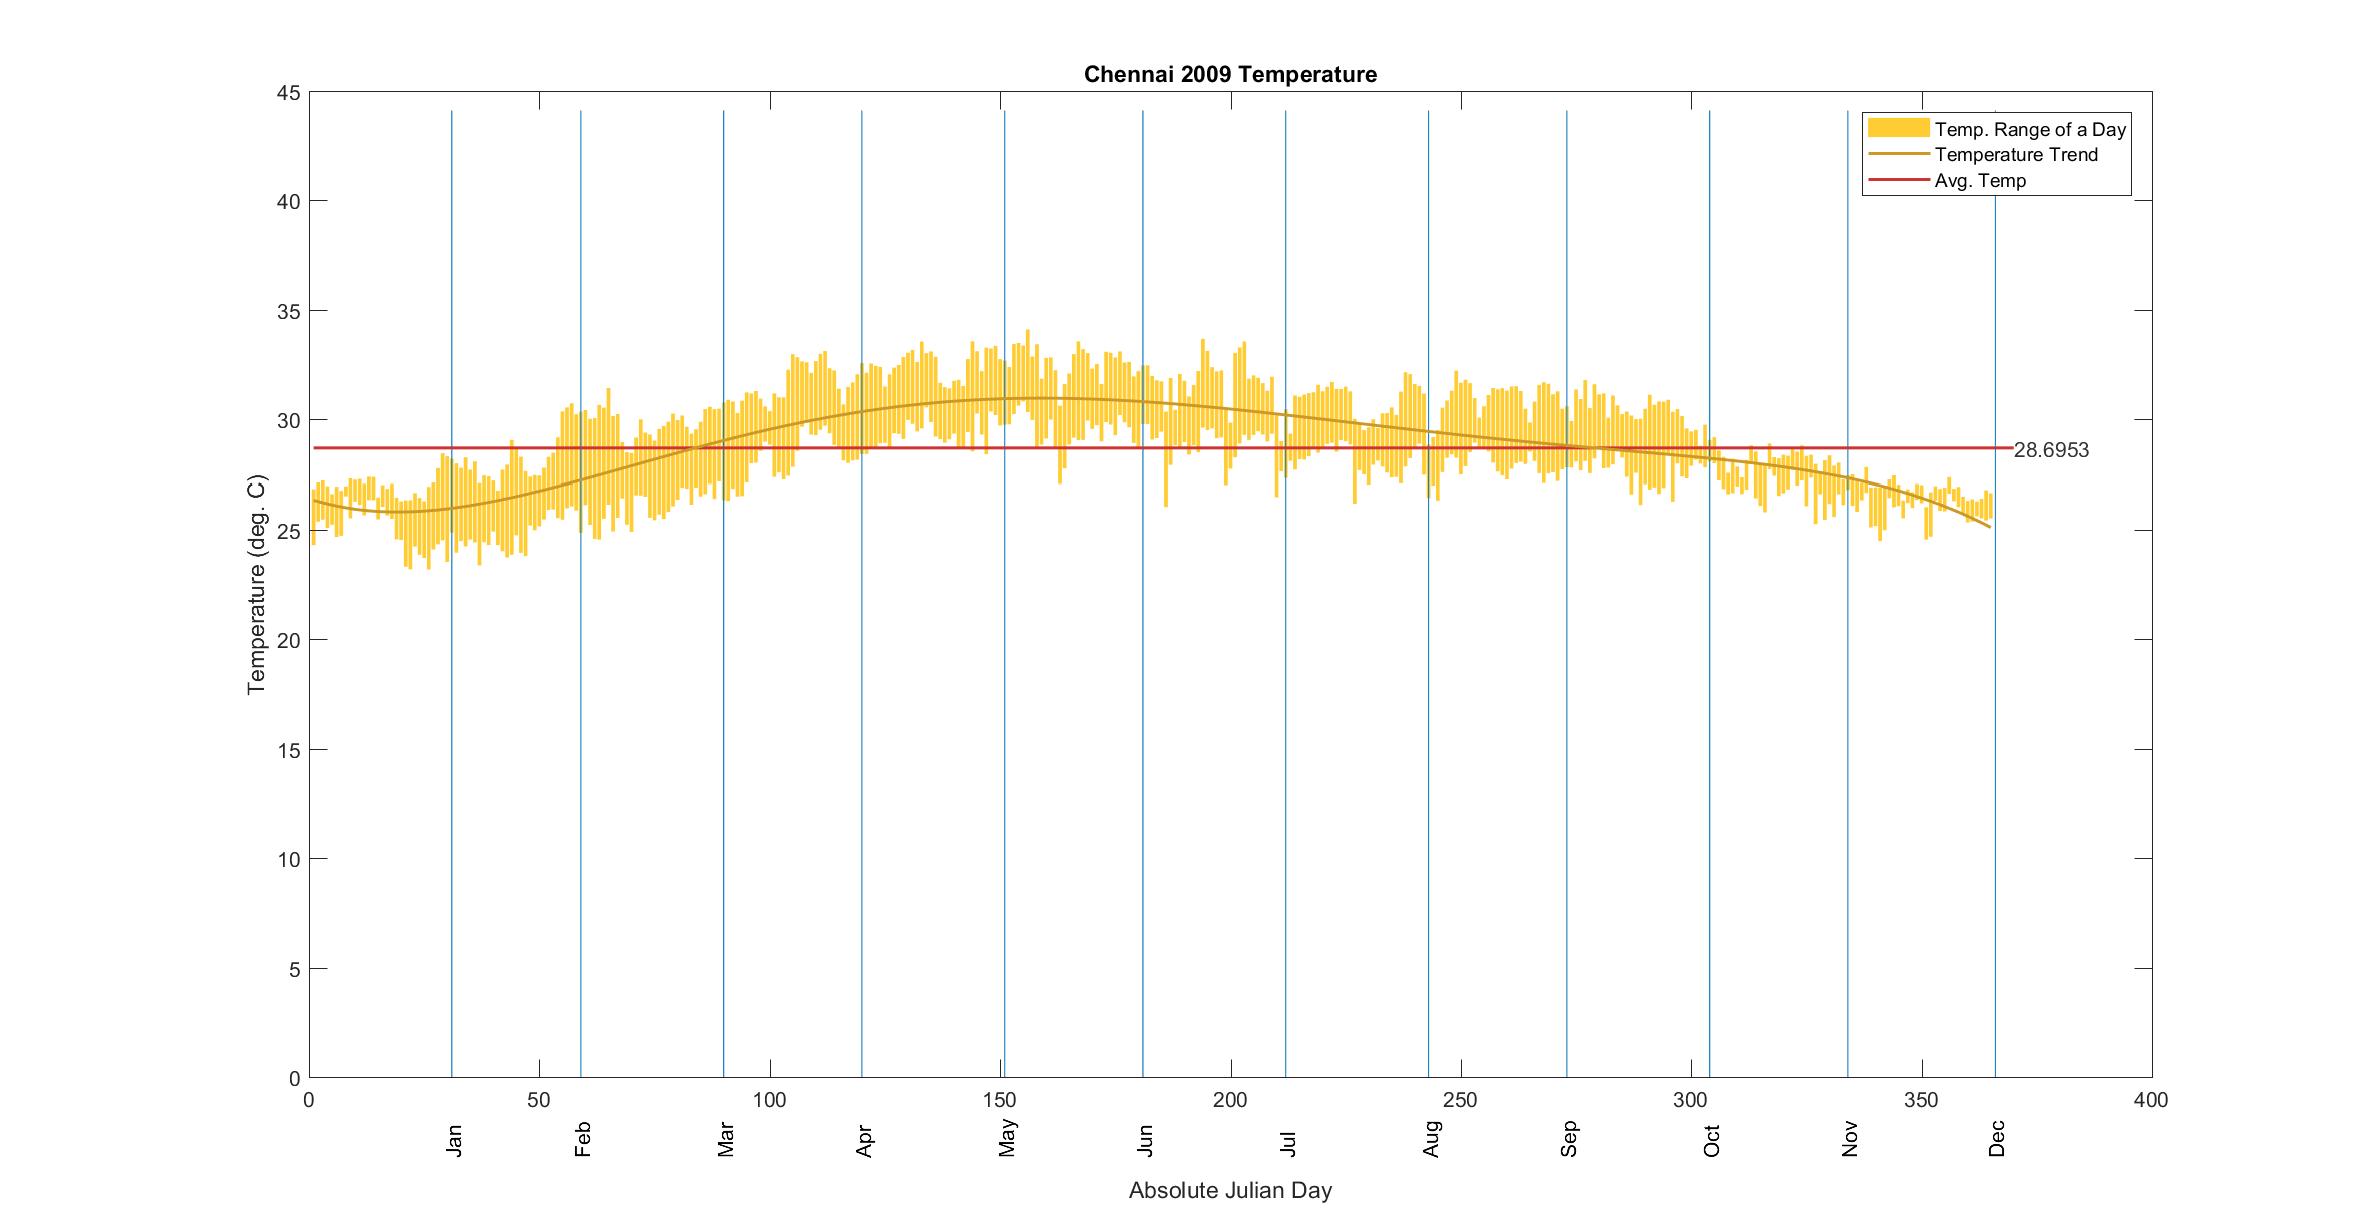 Chennai 2009 Temperature
45
40
35
30
25
20
15
10
5
0
Temperature (deg. C)
Temp. Range of a Day
Temperature Trend
Avg. Temp
28.6953
0 50 100 150 200 250 300 350 400
Jan Feb Mar Apr May Jun Jul Aug Sep Oct Nov Dec
Absolute Julian Day